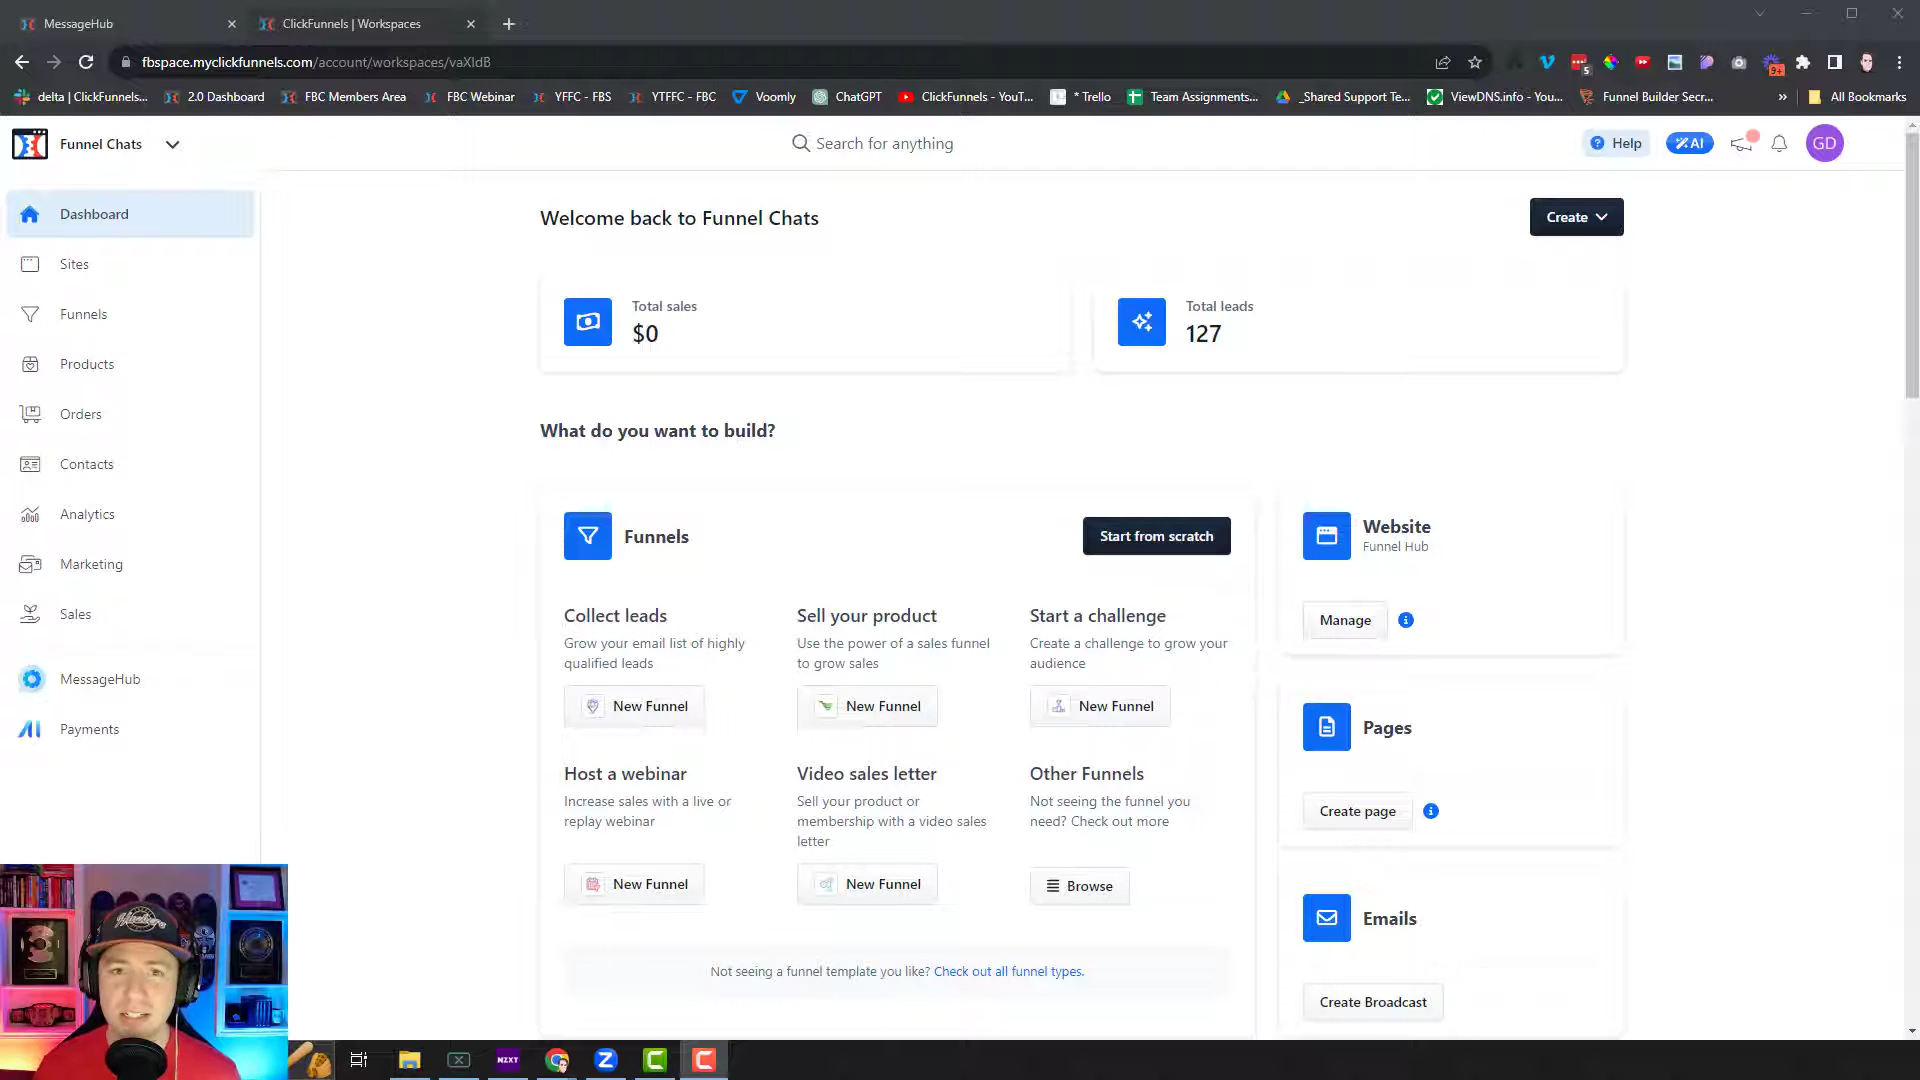 MessageHub
ClickFunnels | Workspaces
fbspace.myclickfunnels.com/account/workspaces/vaXIdB
delta | ClickFunnels...
2.0 Dashboard
FBC Members Area
FBC Webinar
YFFC - FBS
YTFFC - FBC
Voomly
ChatGPT
ClickFunnels - YouT...
* Trello
Team Assignments...
_Shared Support Te...
ViewDNS.info - You...
Funnel Builder Secr...
»
All Bookmarks
5
9+
Funnel Chats
Search for anything
Help
AI
GD
Dashboard
Sites
Funnels
Products
Orders
Contacts
Analytics
Marketing
Sales
MessageHub
Payments
Welcome back to Funnel Chats
Create
Total sales
$0
Total leads
127
What do you want to build?
Funnels
Start from scratch
Collect leads
Grow your email list of highly
qualified leads
New Funnel
Sell your product
Use the power of a sales funnel
to grow sales
New Funnel
Start a challenge
Create a challenge to grow your
audience
New Funnel
Host a webinar
Increase sales with a live or
replay webinar
New Funnel
Video sales letter
Sell your product or
membership with a video sales
letter
New Funnel
Other Funnels
Not seeing the funnel you
need? Check out more
Browse
Not seeing a funnel template you like? Check out all funnel types.
Website
Funnel Hub
Manage
Pages
Create page
Emails
Create Broadcast
NZXT